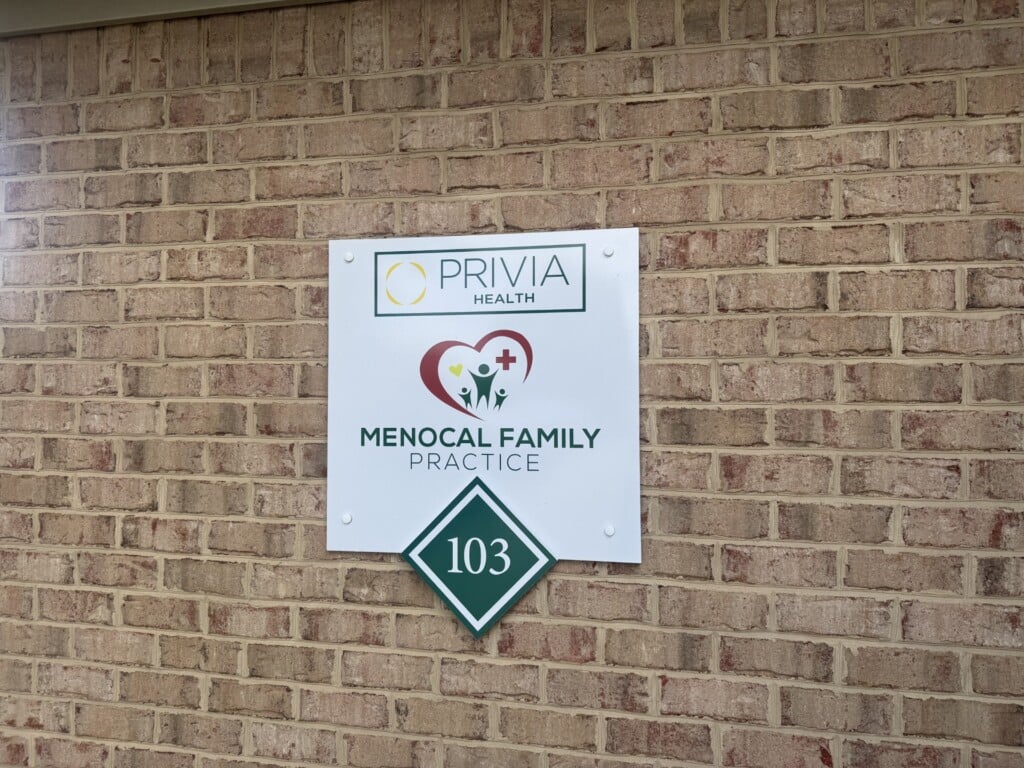 PRIVIA
HEALTH
MENOCAL FAMILY
PRACTICE
103